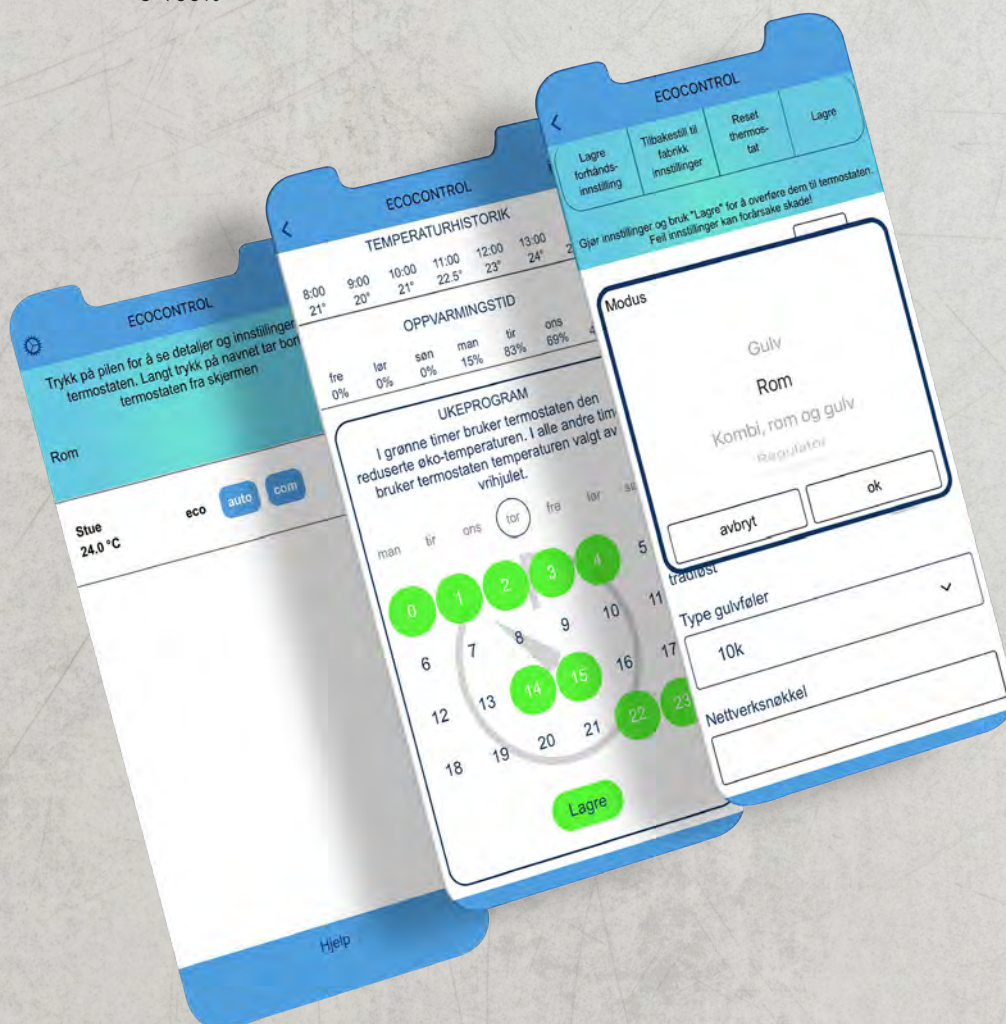 ECOCONTROL
Trykk på pilen for å se detaljer og innstillinger
termostaten. Langt trykk på navnet tar
termostaten fra skjermen
Rom
Stue
24.0 °C
eco
auto
com
Hjelp
ECOCONTROL
TEMPERATURHISTORIK
8:00 9:00 10:00 11:00 12:00 13:00
21° 20° 21° 22.5° 23° 24°
OPPVARMINGSTID
fre lør søn man tir ons
0% 0% 0% 15% 83% 69%
UKEPROGRAM
I grønne timer bruker termostaten den
reduserte øko-temperaturen. I alle andre
bruker termostaten temperaturen valgt av
vrihjulet.
man tir ons tor fre lør
0 1 2 3 4 5
6 7 8 9 10 11
12 13 14 15 16 17
18 19 20 21 22 23
Lagre
ECOCONTROL
Lagre
forhånds-
innstilling
Tilbakestill til
fabrikk
innstillinger
Reset
thermos-
tat
Lagre
Gjør innstillinger og bruk "Lagre" for å overføre dem til termostaten.
Feil innstillinger kan forårsake skade!
Modus
Gulv
Rom
Kombi, rom og gulv
Regulator
avbryt
ok
trådløst
Type gulvføler
10k
Nettverksnøkkel